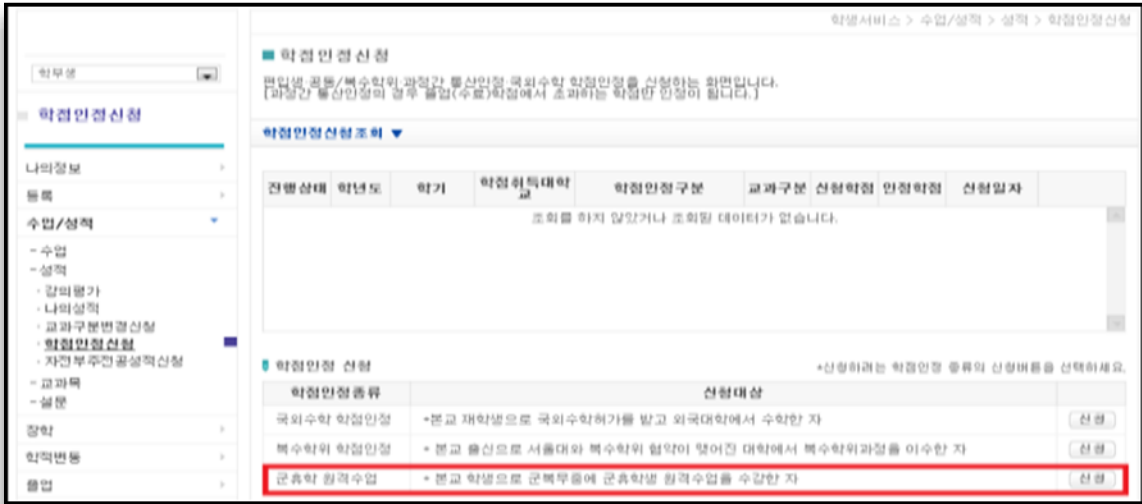 학생서비스 > 수업/성적 > 성적 > 학점인정신청
학부생
학점인정신청
나의정보
등록
수업/성적
- 수업
- 성적
· 강의평가
· 나의성적
· 교과구분변경신청
· 학점인정신청
· 자전부주전공성적신청
- 교과목
- 설문
장학
학적변동
졸업
학점인정신청
편입생·공동/복수학위·과정간 통산인정·국외수학 학점인정을 신청하는 화면입니다.
[과정간 통산인정의 경우 졸업(수료)학점에서 초과하는 학점만 인정이 됩니다.]
학점인정신청조회 ▼
진행상태 학년도 학기 학점취득대학교 학점인정구분 교과구분 신청학점 인정학점 신청일자
조회를 하지 않았거나 조회된 데이터가 없습니다.
학점인정 신청
*신청하려는 학점인정 종류의 신청버튼을 선택하세요.
학점인정종류 신청대상
국외수학 학점인정 *본교 재학생으로 국외수학허가를 받고 외국대학에서 수학한 자 신청
복수학위 학점인정 * 본교 출신으로 서울대와 복수학위 협약이 맺어진 대학에서 복수학위과정을 이수한 자 신청
군휴학 원격수업 * 본교 학생으로 군복무중에 군휴학생 원격수업을 수강한 자 신청